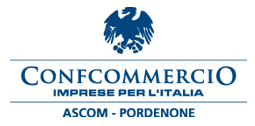 CONFCOMMERCIO
IMPRESE PER L'ITALIA
ASCOM - PORDENONE